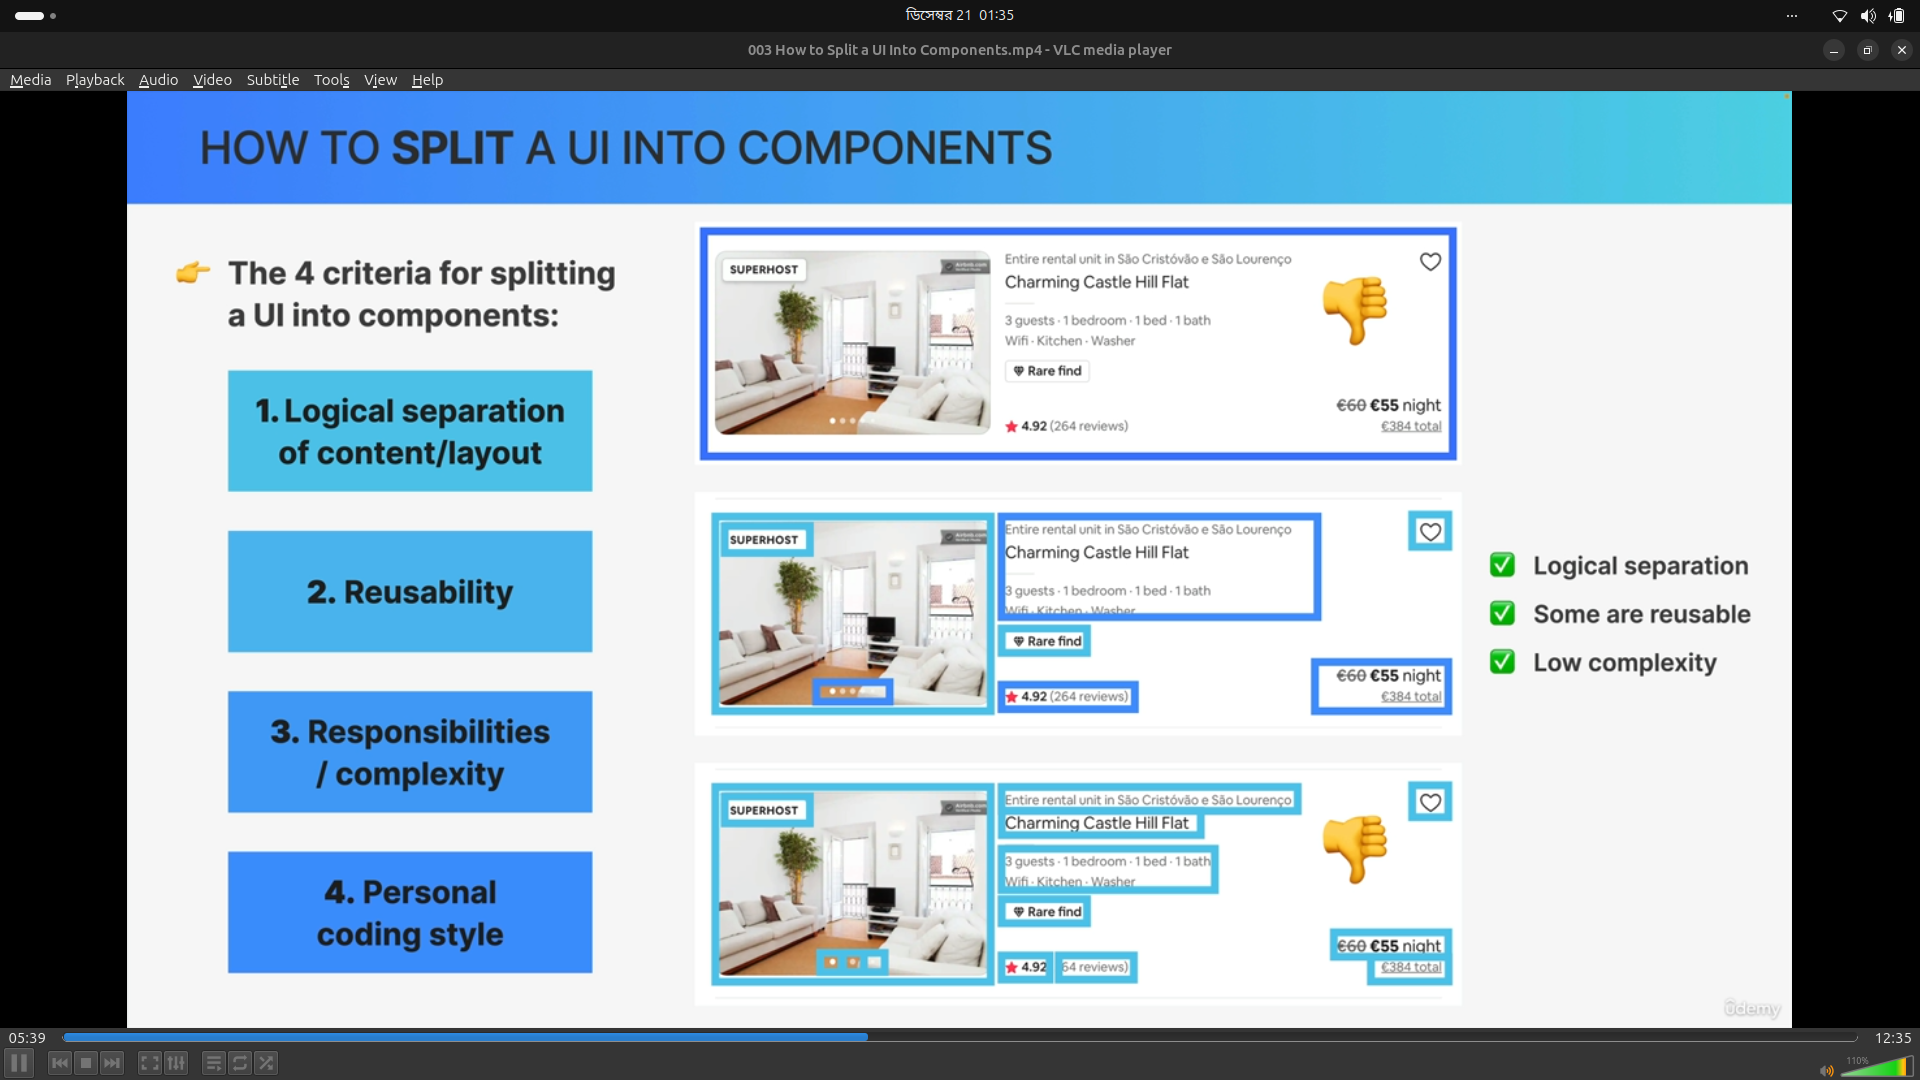 ডিসেম্বর 21 01:35
003 How to Split a UI Into Components.mp4 - VLC media player
Media Playback Audio Video Subtitle Tools View Help
HOW TO SPLIT A UI INTO COMPONENTS
The 4 criteria for splitting
a UI into components:
1. Logical separation
of content/layout
2. Reusability
3. Responsibilities
/ complexity
4. Personal
coding style
SUPERHOST
Entire rental unit in São Cristóvão e São Lourenço
Charming Castle Hill Flat
3 guests · 1 bedroom · 1 bed · 1 bath
Wifi · Kitchen · Washer
Rare find
4.92 (264 reviews)
€60 €55 night
€384 total
SUPERHOST
Entire rental unit in São Cristóvão e São Lourenço
Charming Castle Hill Flat
3 guests · 1 bedroom · 1 bed · 1 bath
Wifi · Kitchen · Washer
Rare find
4.92 (264 reviews)
€60 €55 night
€384 total
Logical separation
Some are reusable
Low complexity
SUPERHOST
Entire rental unit in São Cristóvão e São Lourenço
Charming Castle Hill Flat
3 guests · 1 bedroom · 1 bed · 1 bath
Wifi · Kitchen · Washer
Rare find
4.92 64 reviews)
€60 €55 night
€384 total
ûdemy
05:39
12:35
110%